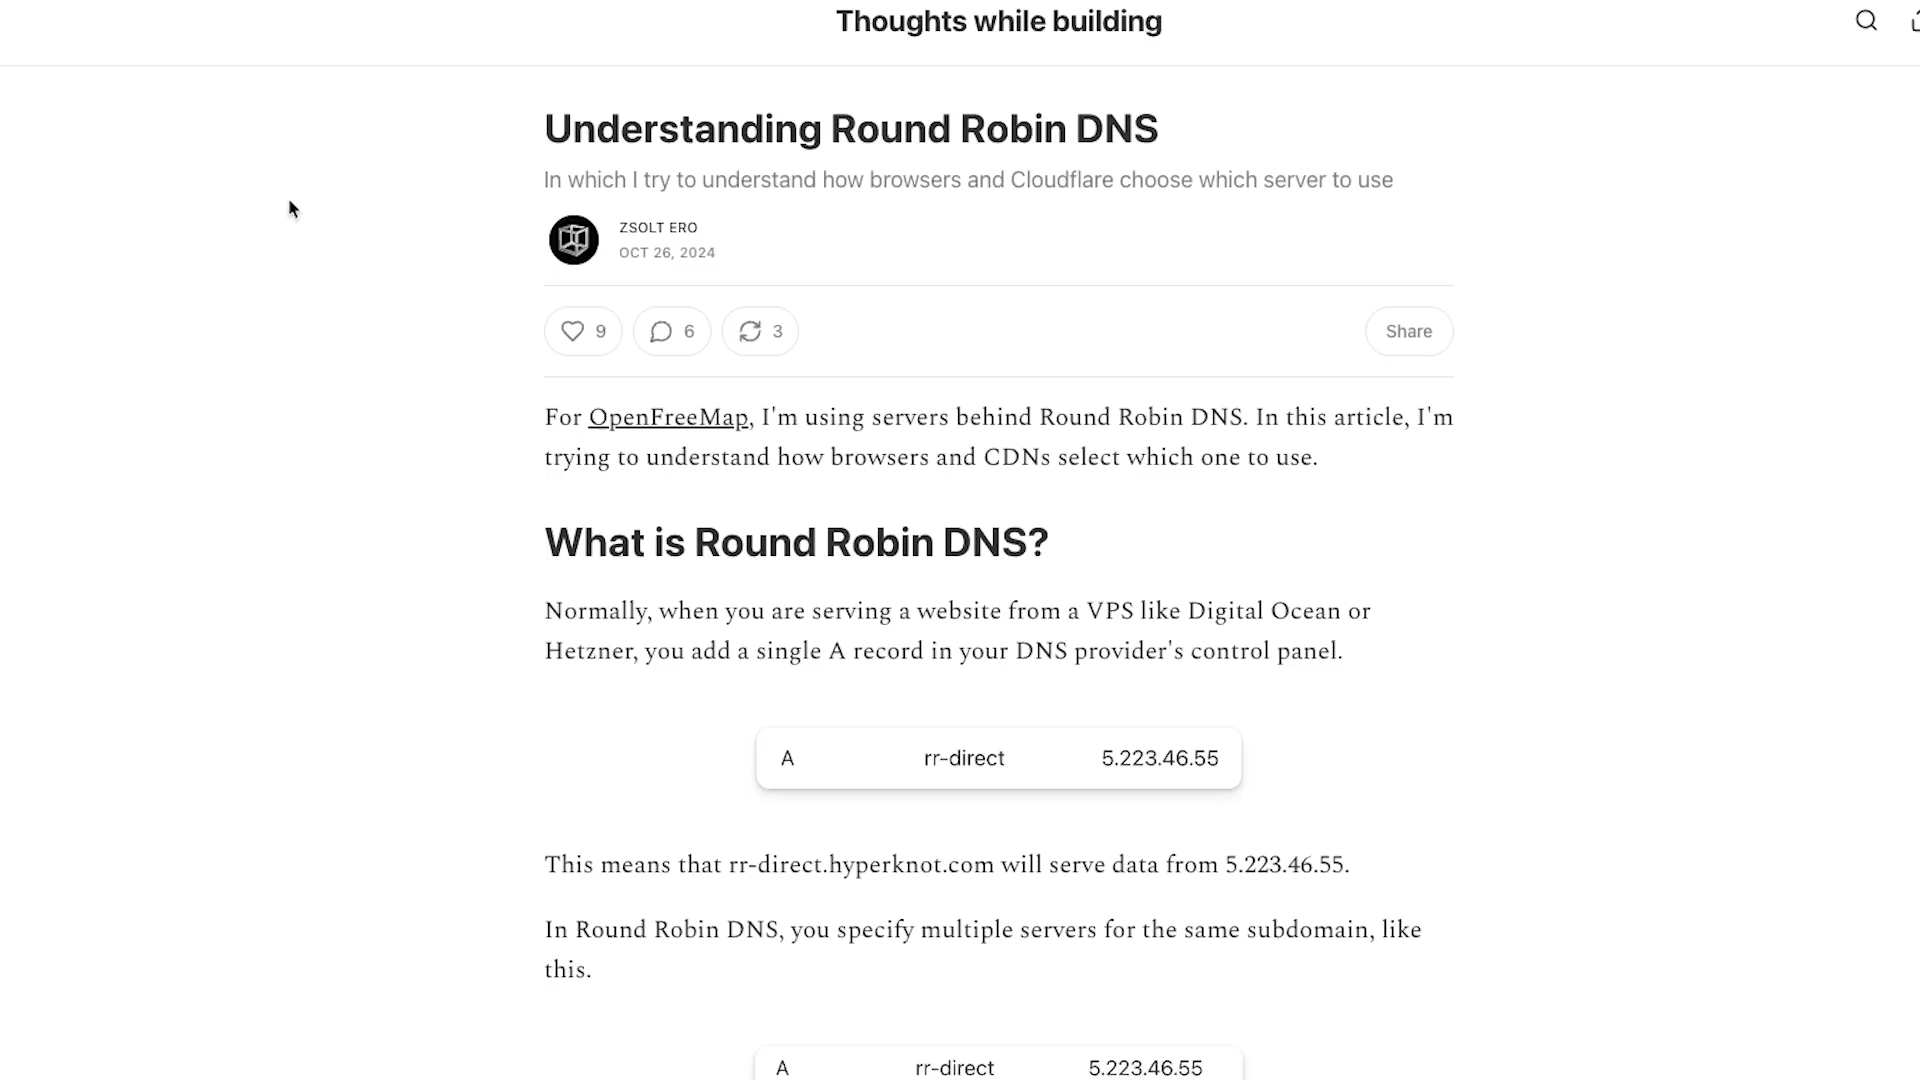 Thoughts while building
Understanding Round Robin DNS
In which I try to understand how browsers and Cloudflare choose which server to use
ZSOLT ERO
OCT 26, 2024
9 6 3 Share
For OpenFreeMap, I'm using servers behind Round Robin DNS. In this article, I'm
trying to understand how browsers and CDNs select which one to use.
What is Round Robin DNS?
Normally, when you are serving a website from a VPS like Digital Ocean or
Hetzner, you add a single A record in your DNS provider's control panel.
A rr-direct 5.223.46.55
This means that rr-direct.hyperknot.com will serve data from 5.223.46.55.
In Round Robin DNS, you specify multiple servers for the same subdomain, like
this.
A rr-direct 5.223.46.55